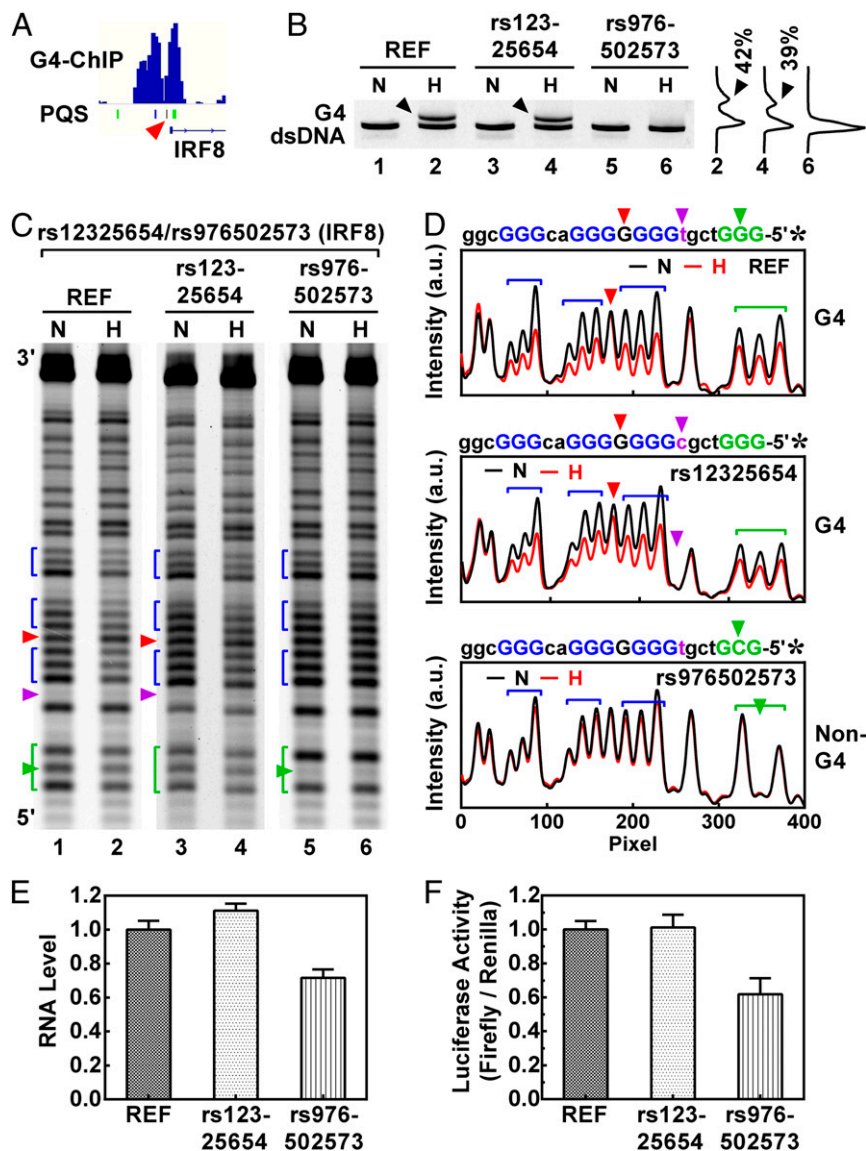 A
G4-ChIP
PQS
IRF8
B
REF
rs123-
25654
rs976-
502573
N H N H N H
G4
dsDNA
1 2 3 4 5 6
42%
39%
2 4 6
C
rs12325654/rs976502573 (IRF8)
REF
rs123-
25654
rs976-
502573
N H N H N H
3'
5'
1 2 3 4 5 6
D
ggcGGGcaGGGGGGGtgctGGG-5'*
N H REF
Intensity (a.u.)
G4
ggcGGGcaGGGGGGGcgctGGG-5'*
N H
rs12325654
Intensity (a.u.)
G4
ggcGGGcaGGGGGGGtgctGCG-5'*
N H rs976502573
Intensity (a.u.)
Non-
G4
0 100 200 300 400
Pixel
E
RNA Level
1.2
1.0
0.8
0.6
0.4
0.2
0.0
REF
rs123-
25654
rs976-
502573
F
Luciferase Activity
(Firefly / Renilla)
1.2
1.0
0.8
0.6
0.4
0.2
0.0
REF
rs123-
25654
rs976-
502573